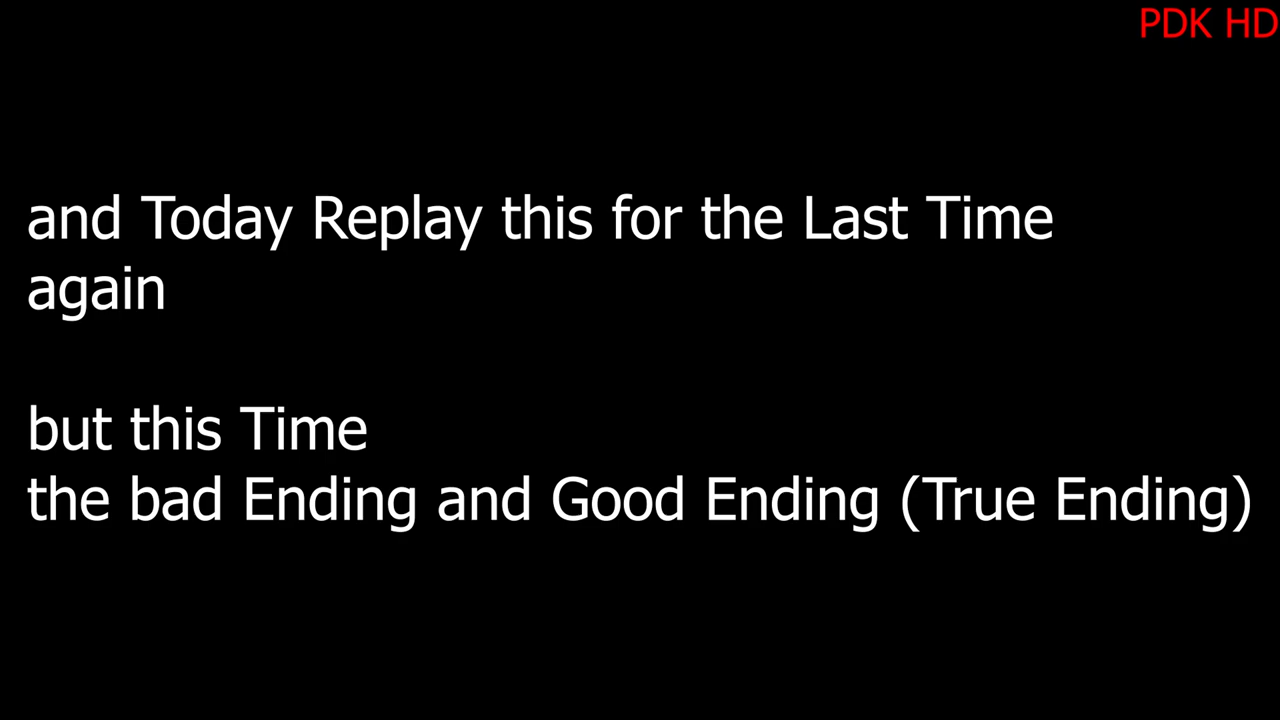 PDK HD
and Today Replay this for the Last Time
again
but this Time
the bad Ending and Good Ending (True Ending)